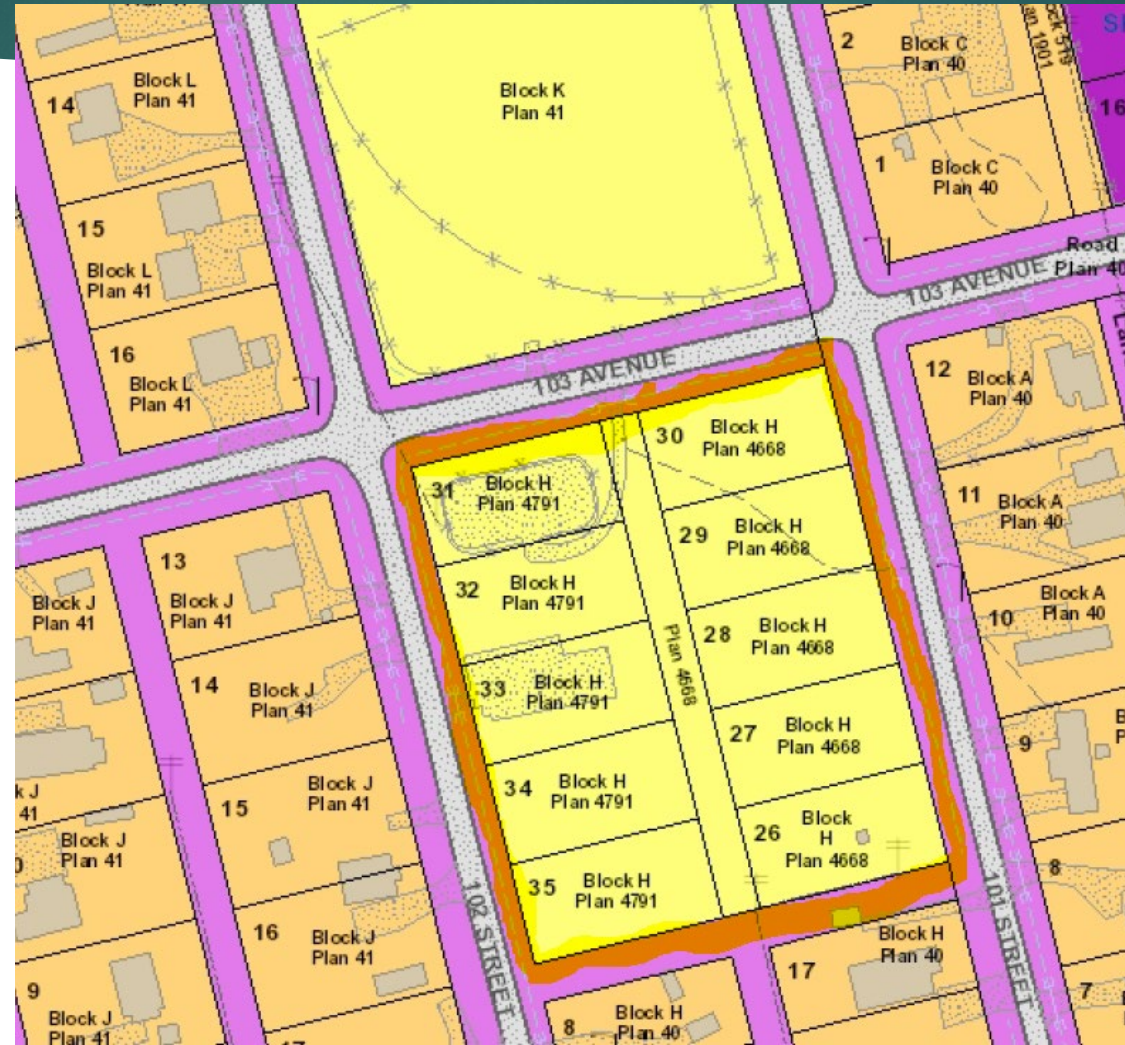 14
Block L
Plan 41
15
Block L
Plan 41
16
Block L
Plan 41
Block K
Plan 41
2
Block C
Plan 40
Plan 1901
16
1
Block C
Plan 40
Road
Plan 40
103 AVENUE
103 AVENUE
12
Block A
Plan 40
11
Block A
Plan 40
10
Block A
Plan 40
9
8
7
30
Block H
Plan 4668
29
Block H
Plan 4668
28
Block H
Plan 4668
27
Block H
Plan 4668
26
Block
H
Plan 4668
Plan 4668
31
Block H
Plan 4791
32
Block H
Plan 4791
33
Block H
Plan 4791
34
Block H
Plan 4791
35
Block H
Plan 4791
13
Block J
Plan 41
14
Block J
Plan 41
15
Block J
Plan 41
16
Block J
Plan 41
Block J
Plan 41
41
Block J
Plan 41
9
Block J
Plan 41
102 STREET
101 STREET
8
Block H
Plan 40
17
Block H
Plan 40